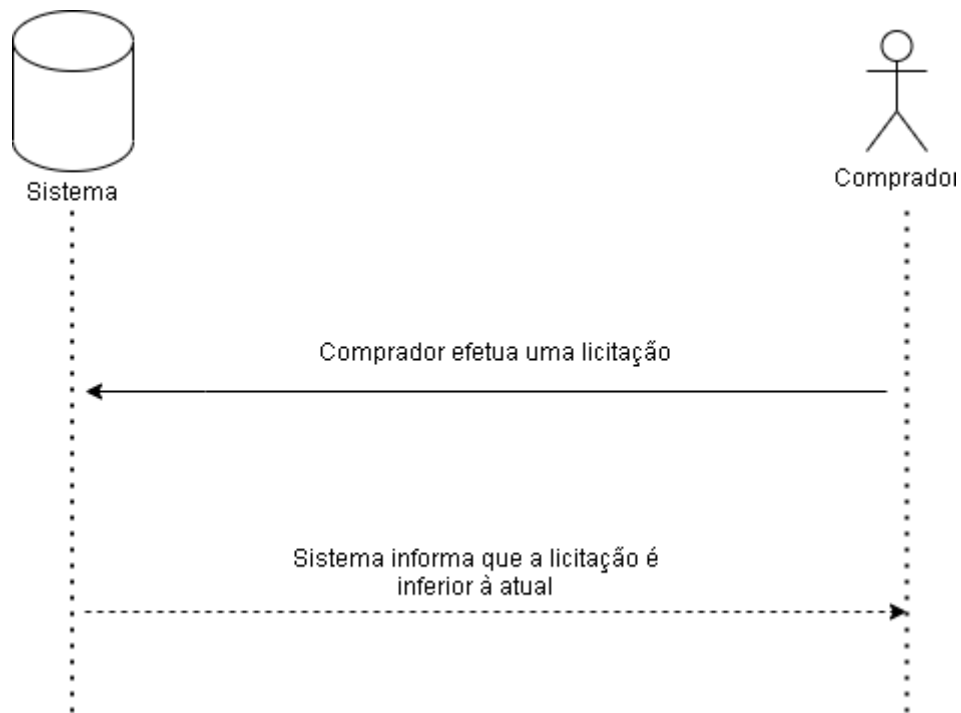 Sistema
Comprador
Comprador efetua uma licitação
Sistema informa que a licitação é
inferior à atual